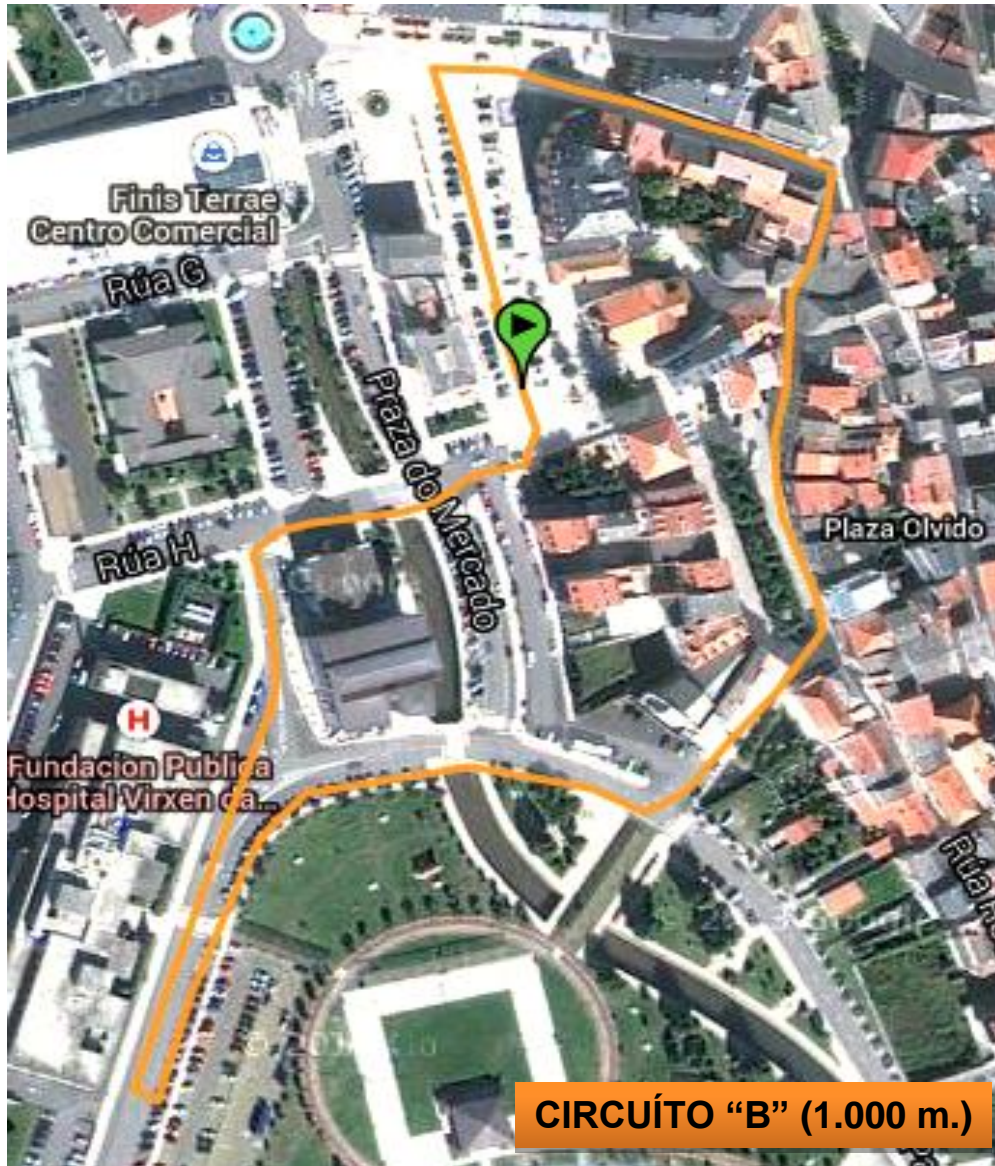 Finis Terrae
Centro Comercial
Rúa G
Praza do Mercado
Rúa H
Plaza Olvido
H
Fundacion Publica
Hospital Virxen da...
Rúa
CIRCUÍTO “B” (1.000 m.)